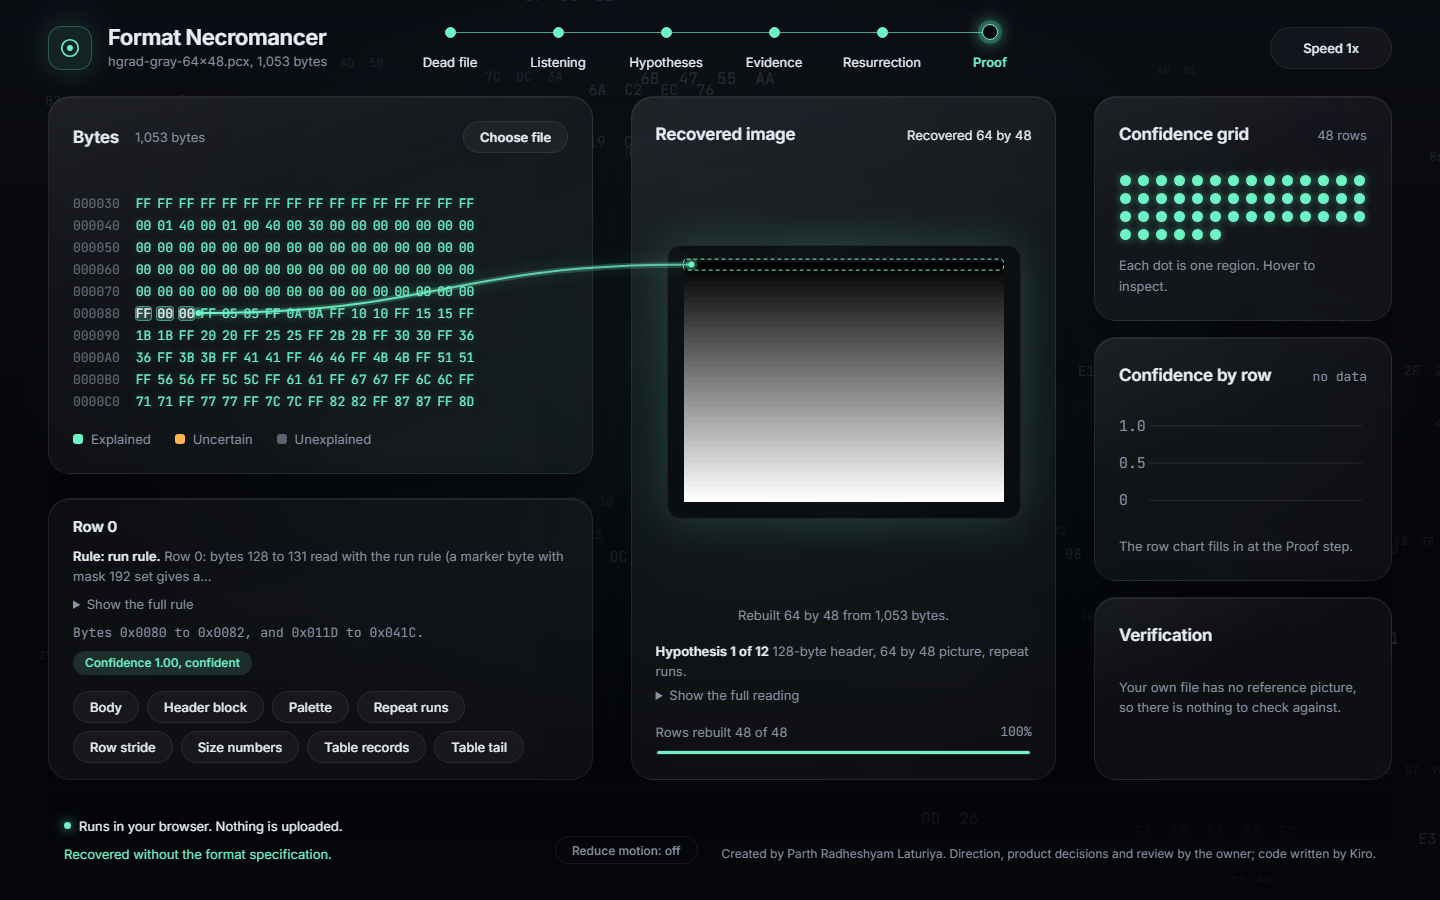 Format Necromancer
hgrad-gray-64×48.pcx, 1,053 bytes
Dead file
Listening
Hypotheses
Evidence
Resurrection
Proof
Speed 1x
Bytes 1,053 bytes
Choose file
000030 FF FF FF FF FF FF FF FF FF FF FF FF FF FF FF FF
000040 00 01 40 00 01 00 40 00 30 00 00 00 00 00 00 00
000050 00 00 00 00 00 00 00 00 00 00 00 00 00 00 00 00
000060 00 00 00 00 00 00 00 00 00 00 00 00 00 00 00 00
000070 00 00 00 00 00 00 00 00 00 00 00 00 00 00 00 00
000080 FF 00 00 FF 05 05 FF 0A 0A FF 10 10 FF 15 15 FF
000090 1B 1B FF 20 20 FF 25 25 FF 2B 2B FF 30 30 FF 36
0000A0 36 FF 3B 3B FF 41 41 FF 46 46 FF 4B 4B FF 51 51
0000B0 FF 56 56 FF 5C 5C FF 61 61 FF 67 67 FF 6C 6C FF
0000C0 71 71 FF 77 77 FF 7C 7C FF 82 82 FF 87 87 FF 8D
Explained
Uncertain
Unexplained
Row 0
Rule: run rule. Row 0: bytes 128 to 131 read with the run rule (a marker byte with
mask 192 set gives a...
Show the full rule
Bytes 0x0080 to 0x0082, and 0x011D to 0x041C.
Confidence 1.00, confident
Body
Header block
Palette
Repeat runs
Row stride
Size numbers
Table records
Table tail
Recovered image
Recovered 64 by 48
Rebuilt 64 by 48 from 1,053 bytes.
Hypothesis 1 of 12 128-byte header, 64 by 48 picture, repeat
runs.
Show the full reading
Rows rebuilt 48 of 48
100%
Confidence grid
48 rows
Each dot is one region. Hover to
inspect.
Confidence by row
no data
1.0
0.5
0
The row chart fills in at the Proof step.
Verification
Your own file has no reference picture,
so there is nothing to check against.
Runs in your browser. Nothing is uploaded.
Recovered without the format specification.
Reduce motion: off
Created by Parth Radheshyam Laturiya. Direction, product decisions and review by the owner; code written by Kiro.